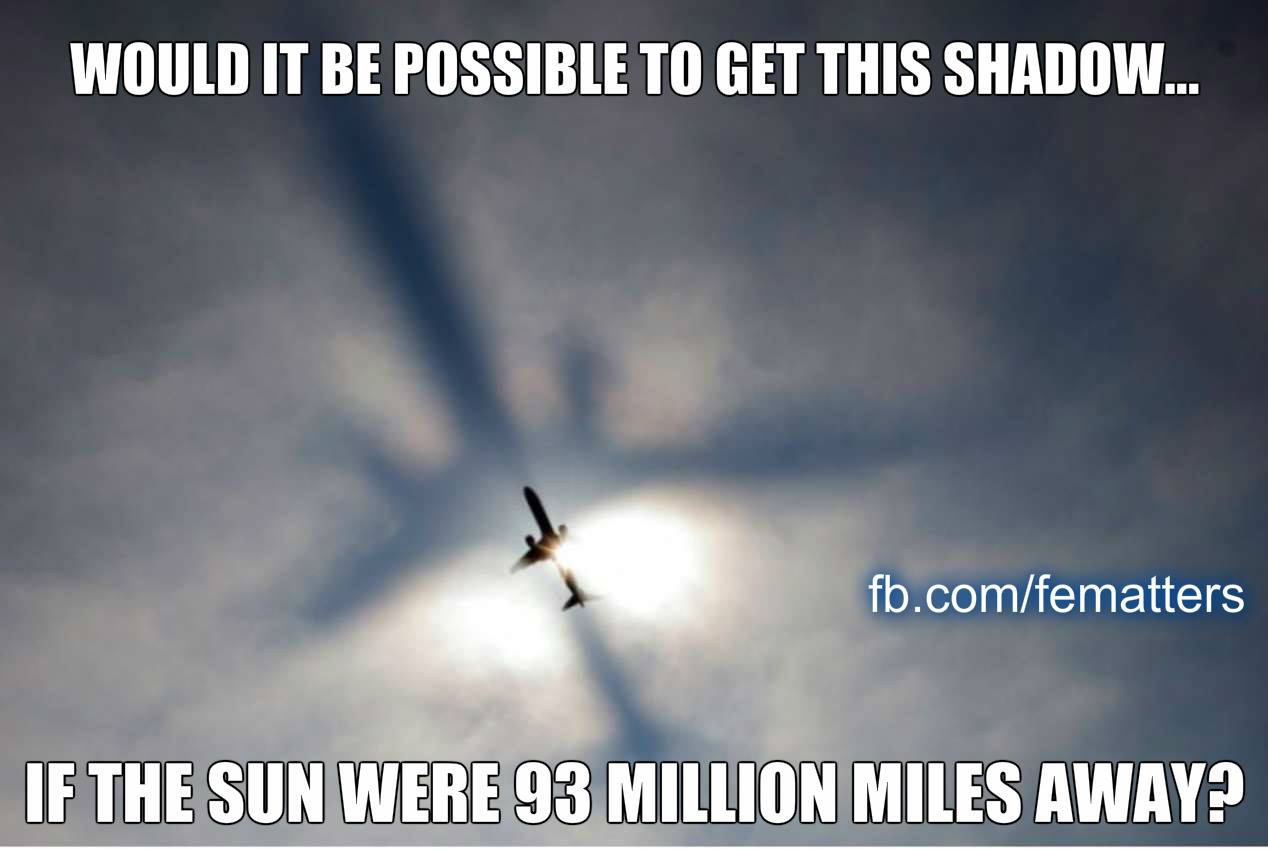 WOULD IT BE POSSIBLE TO GET THIS SHADOW...
fb.com/fematters
IF THE SUN WERE 93 MILLION MILES AWAY?